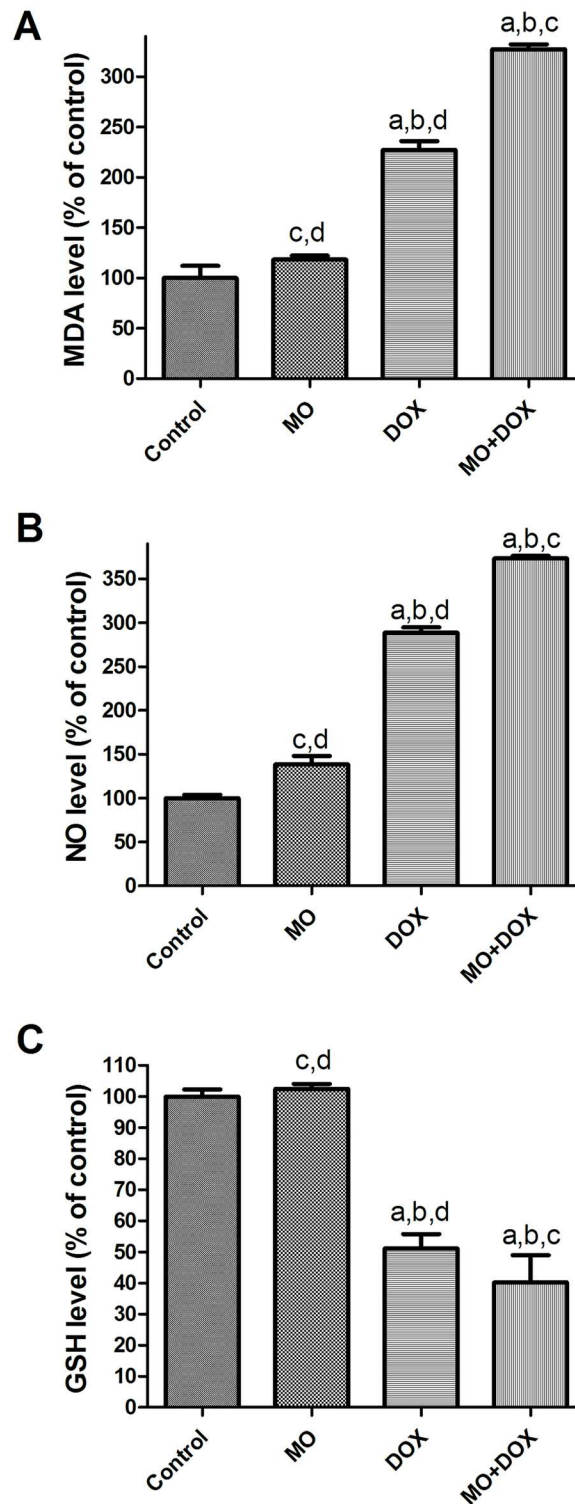 A
MDA level (% of control)
300
250
200
150
100
50
0
c,d
a,b,d
a,b,c
Control
MO
DOX
MO+DOX
B
NO level (% of control)
350
300
250
200
150
100
50
0
c,d
a,b,d
a,b,c
Control
MO
DOX
MO+DOX
C
GSH level (% of control)
110
100
90
80
70
60
50
40
30
20
10
0
c,d
a,b,d
a,b,c
Control
MO
DOX
MO+DOX